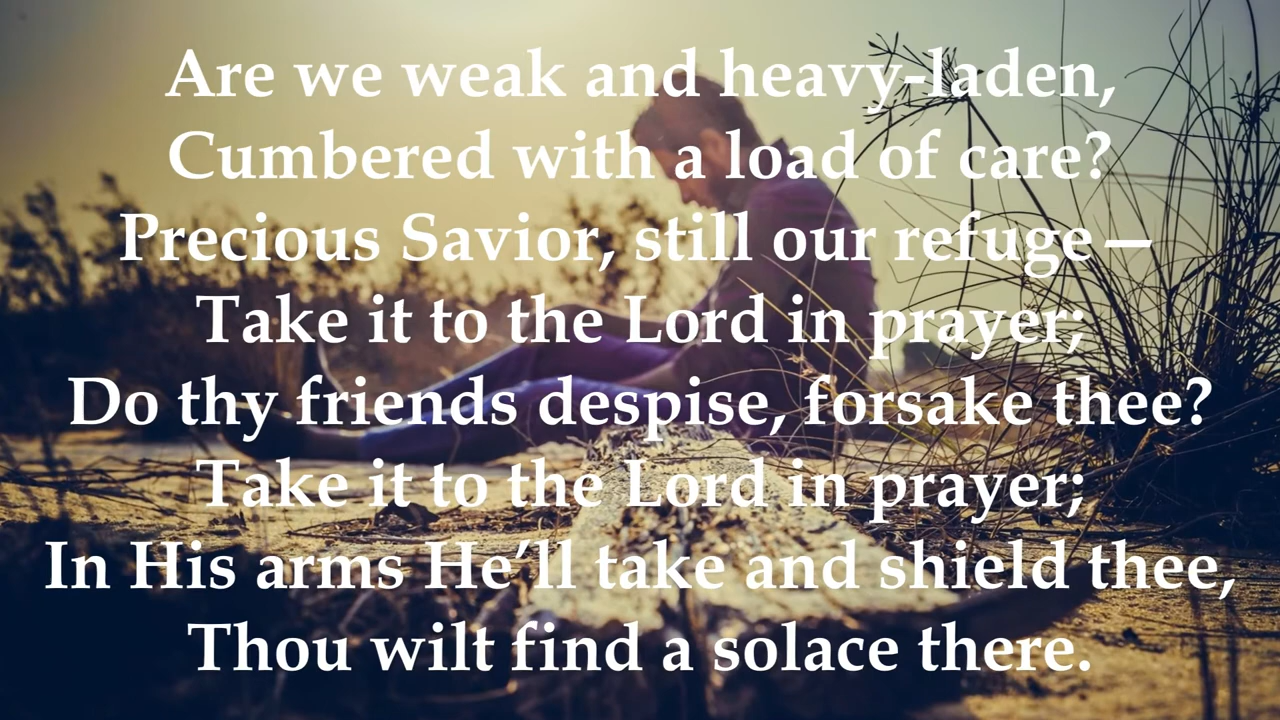 Are we weak and heavy-laden,
Cumbered with a load of care?
Precious Savior, still our refuge—
Take it to the Lord in prayer;
Do thy friends despise, forsake thee?
Take it to the Lord in prayer;
In His arms He’ll take and shield thee,
Thou wilt find a solace there.